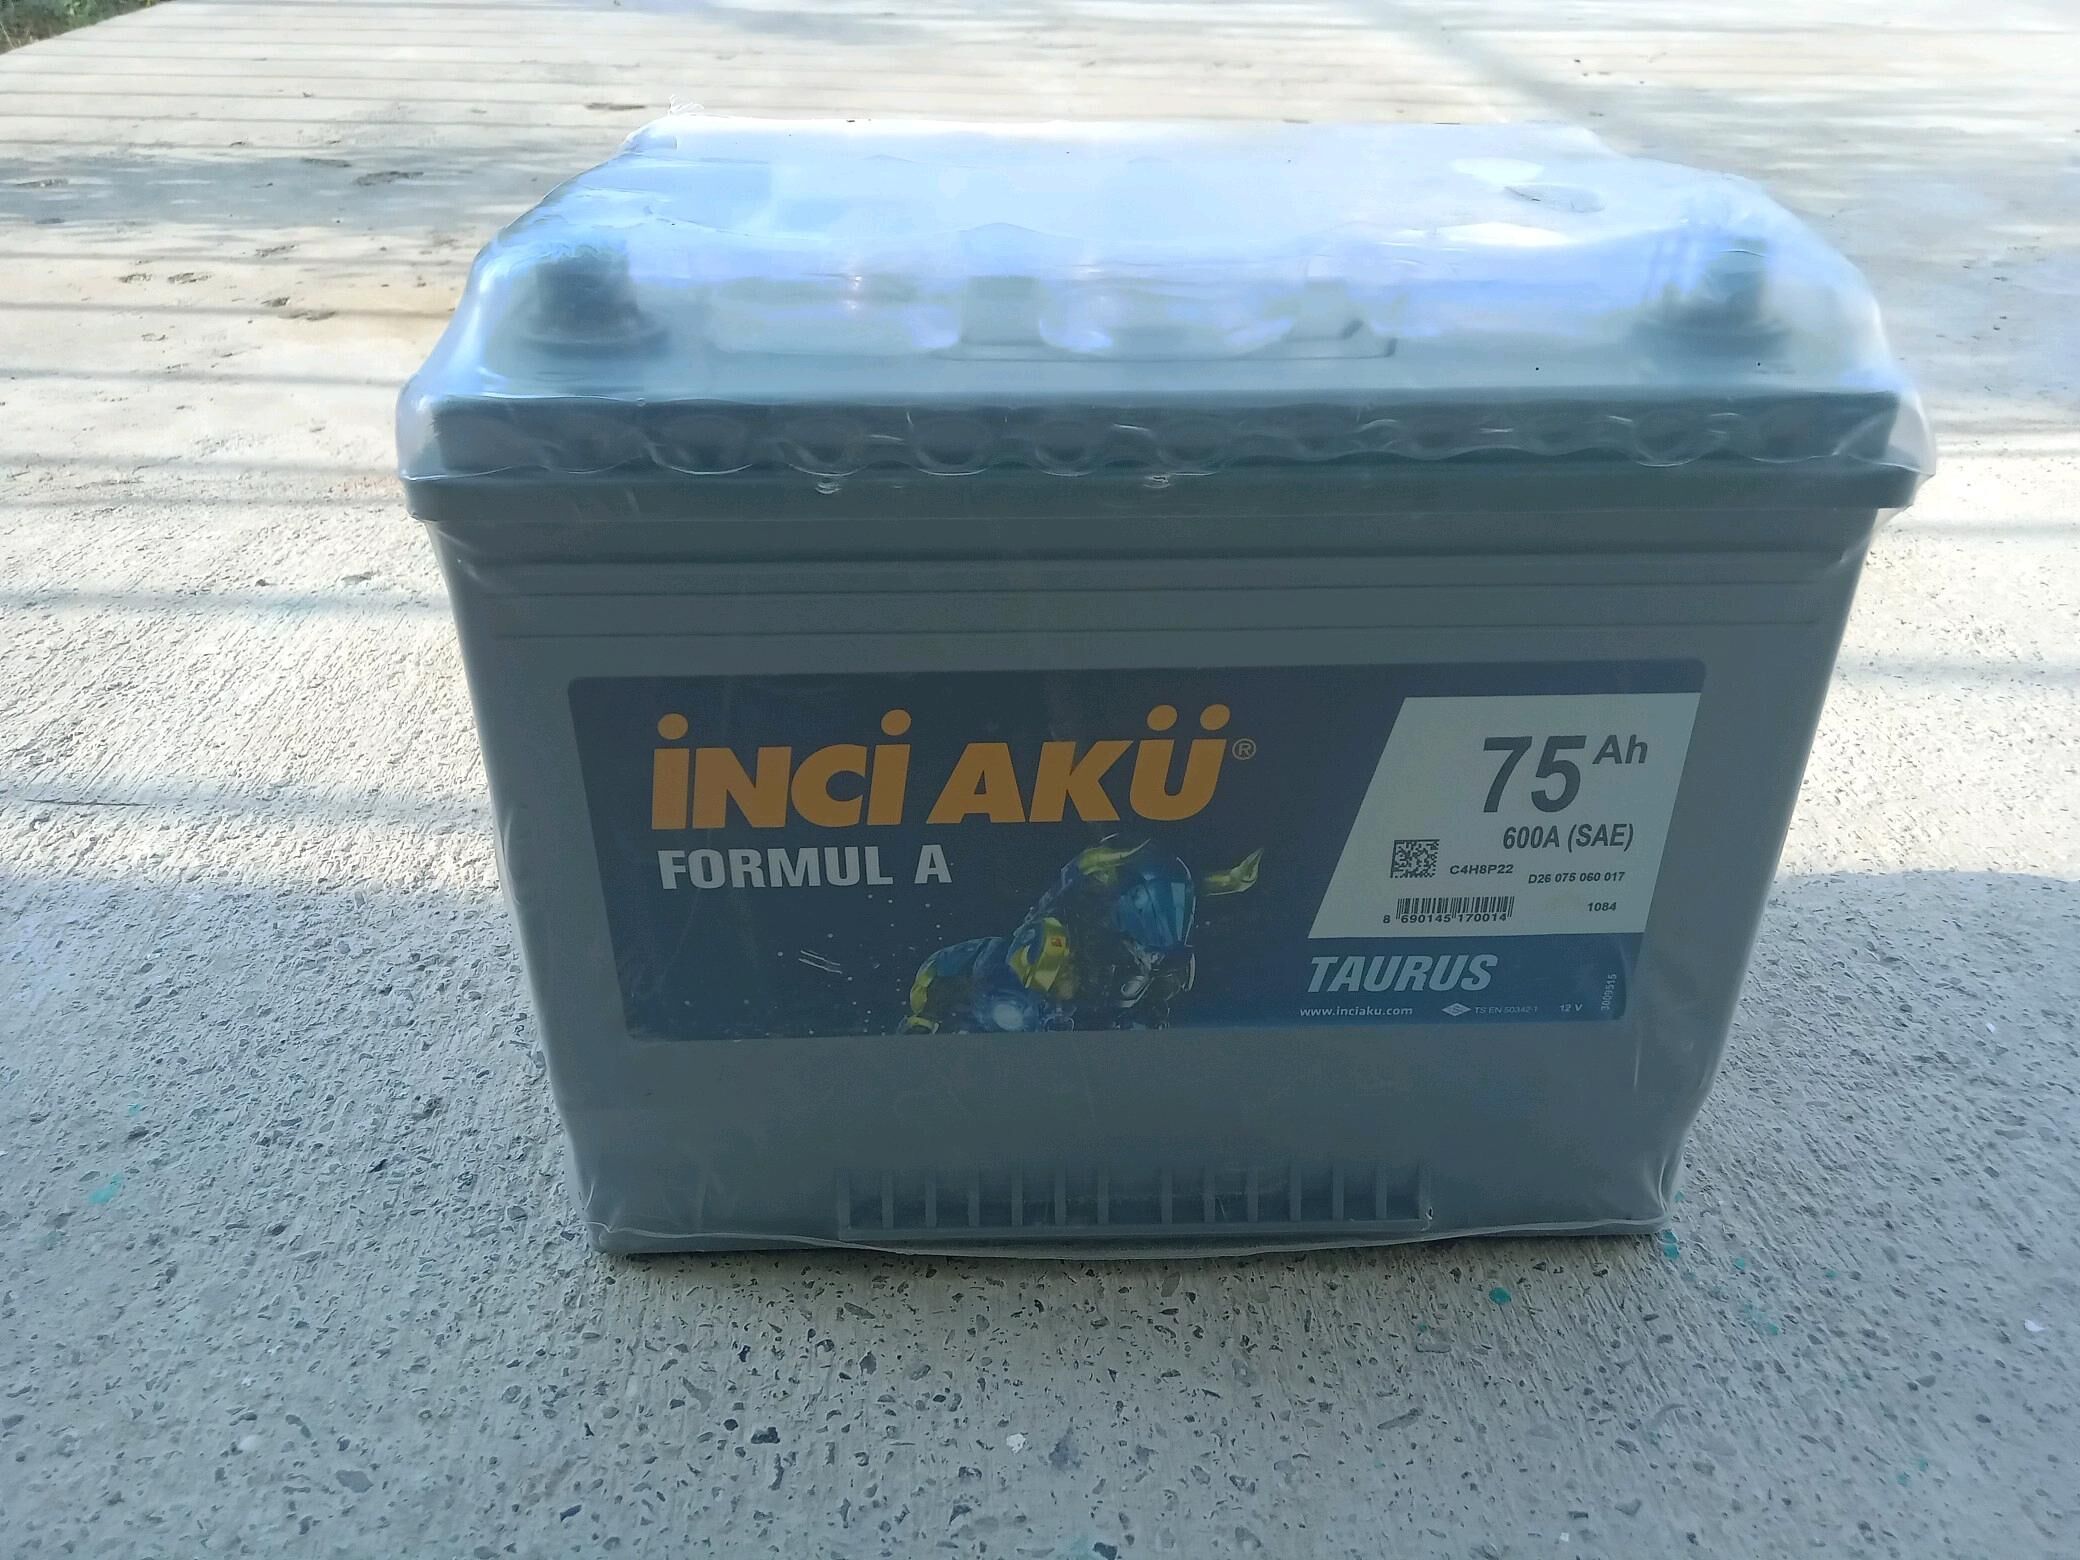 İNCİ AKÜ®
FORMUL A
75 Ah
600A (SAE)
C4H8P22
D26 075 060 017
8 690145 170014
1084
TAURUS
www.inciaku.com
TS EN 50342-1
12 V
3009515